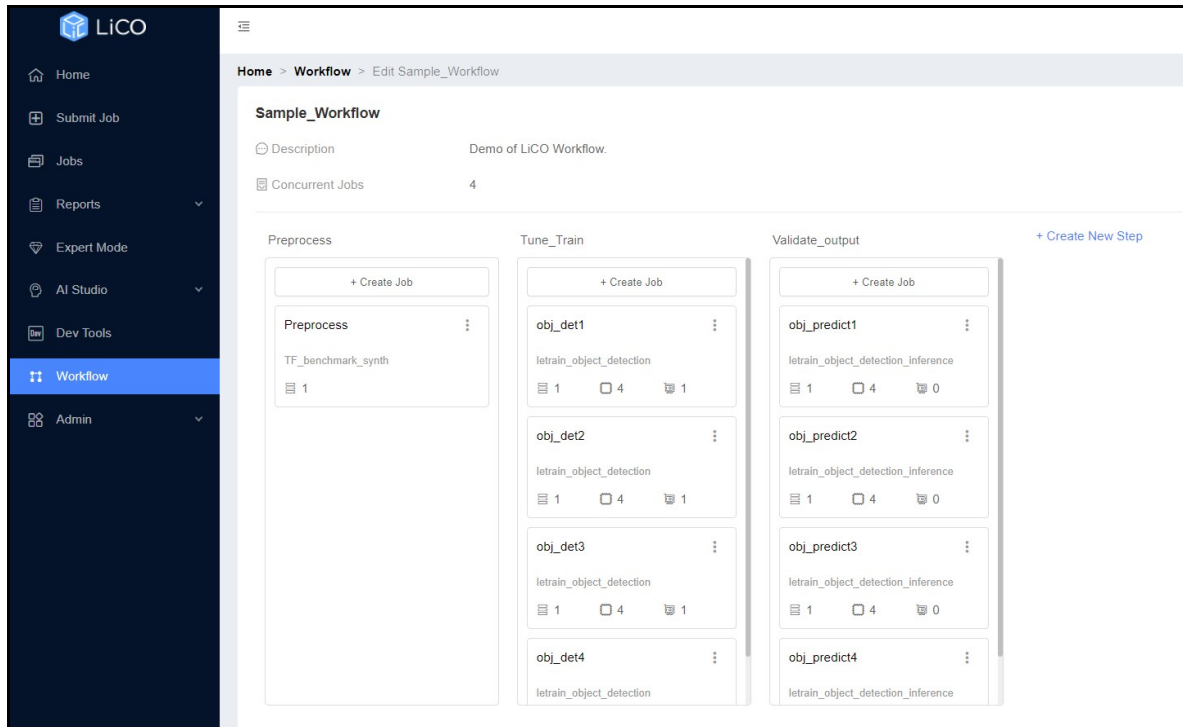 LiCO
Home
Submit Job
Jobs
Reports
Expert Mode
AI Studio
Dev Dev Tools
Workflow
Admin
Home > Workflow > Edit Sample_Workflow
Sample_Workflow
Description Demo of LiCO Workflow.
Concurrent Jobs 4
Preprocess
+ Create Job
Preprocess
TF_benchmark_synth
1
Tune_Train
+ Create Job
obj_det1
letrain_object_detection
1 4 1
obj_det2
letrain_object_detection
1 4 1
obj_det3
letrain_object_detection
1 4 1
obj_det4
letrain_object_detection
Validate_output
+ Create Job
obj_predict1
letrain_object_detection_inference
1 4 0
obj_predict2
letrain_object_detection_inference
1 4 0
obj_predict3
letrain_object_detection_inference
1 4 0
obj_predict4
letrain_object_detection_inference
+ Create New Step